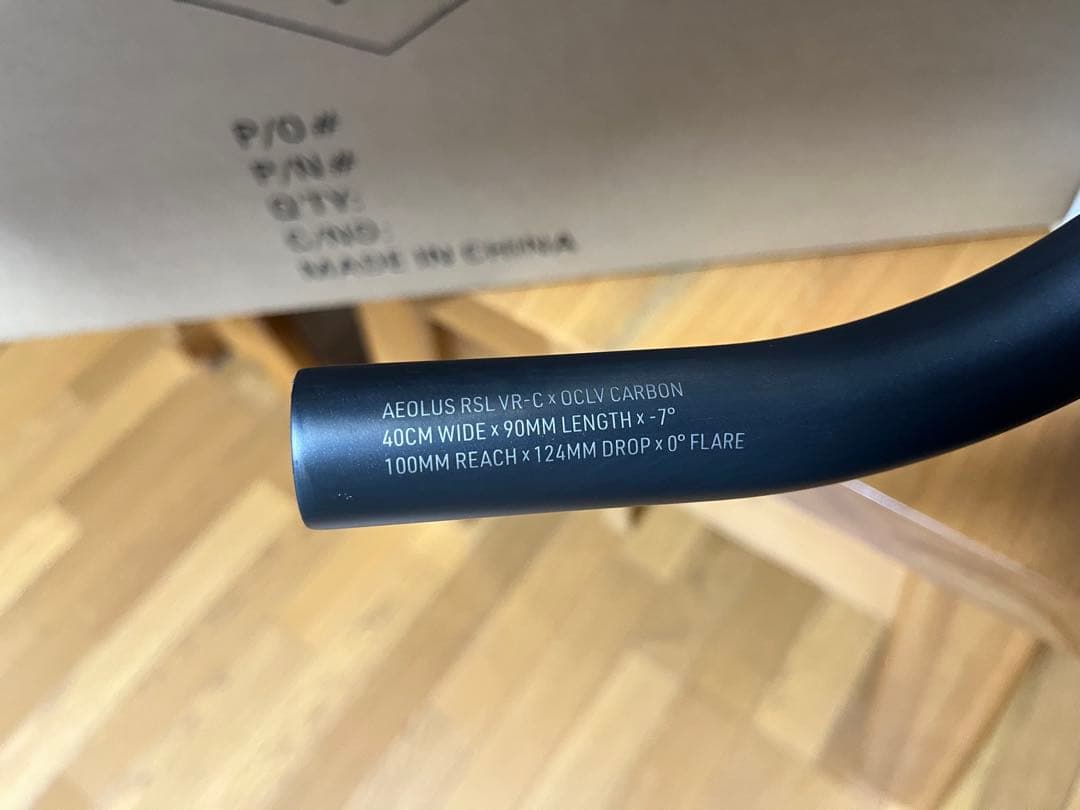 P/O#
P/N#
Q'TY:
C/NO:
MADE IN CHINA
AEOLUS RSL VR-C x OCLV CARBON
40CM WIDE x 90MM LENGTH x -7°
100MM REACH x 124MM DROP x 0° FLARE